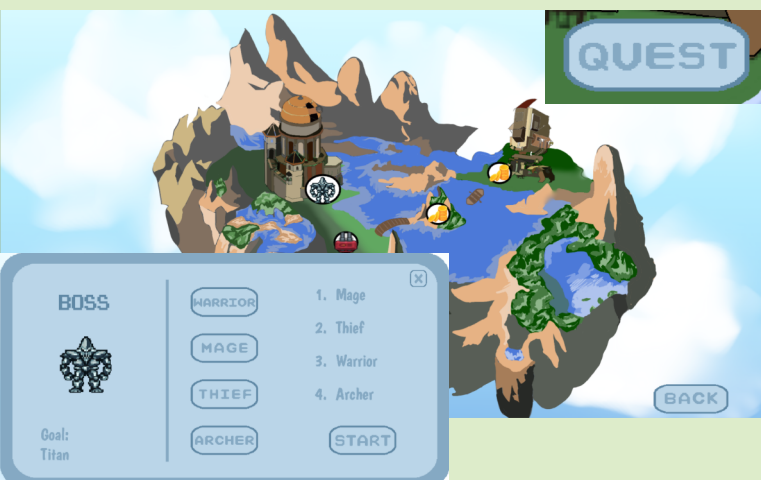 QUEST
BOSS
Goal:
Titan
WARRIOR
MAGE
THIEF
ARCHER
1. Mage
2. Thief
3. Warrior
4. Archer
START
BACK